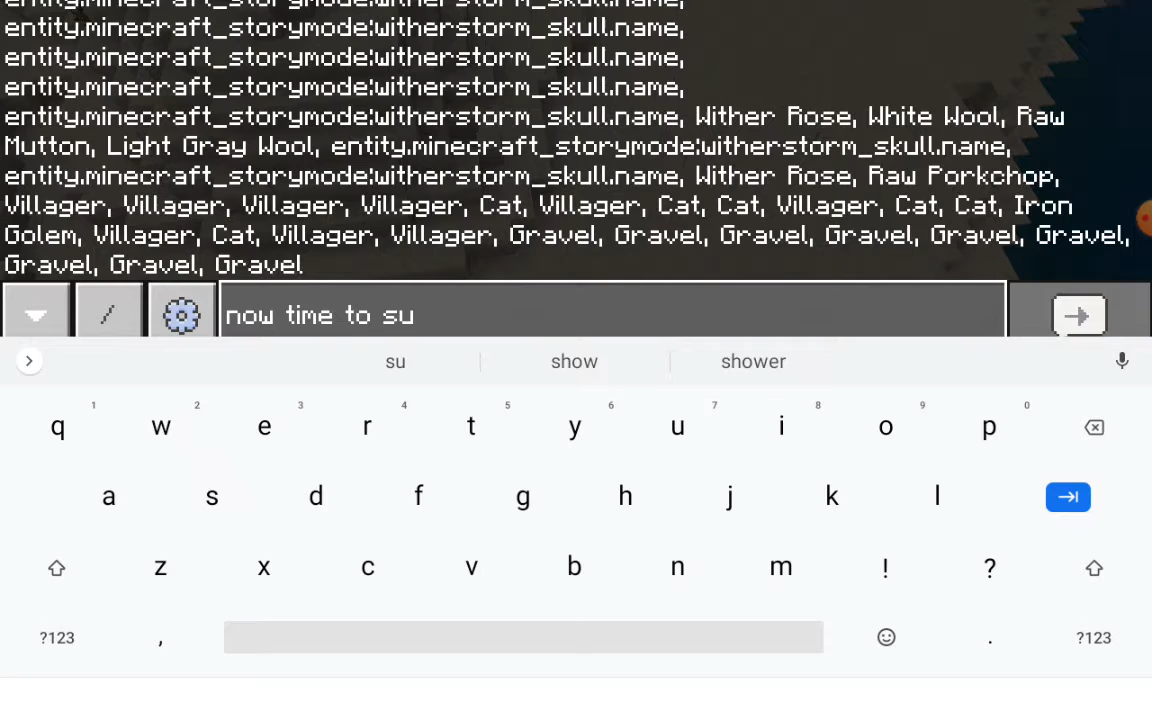 entity.minecraft_storymode:witherstorm_skull.name,
entity.minecraft_storymode:witherstorm_skull.name,
entity.minecraft_storymode:witherstorm_skull.name,
entity.minecraft_storymode:witherstorm_skull.name,
entity.minecraft_storymode:witherstorm_skull.name, Wither Rose, White Wool, Raw
Mutton, Light Gray Wool, entity.minecraft_storymode:witherstorm_skull.name,
entity.minecraft_storymode:witherstorm_skull.name, Wither Rose, Raw Porkchop,
Villager, Villager, Villager, Villager, Cat, Villager, Cat, Cat, Villager, Cat, Cat, Iron
Golem, Villager, Cat, Villager, Villager, Gravel, Gravel, Gravel, Gravel, Gravel, Gravel,
Gravel, Gravel, Gravel
/ now time to su
su show shower
1 2 3 4 5 6 7 8 9 0
q w e r t y u i o p
a s d f g h j k l
z x c v b n m ! ?
?123 , . ?123